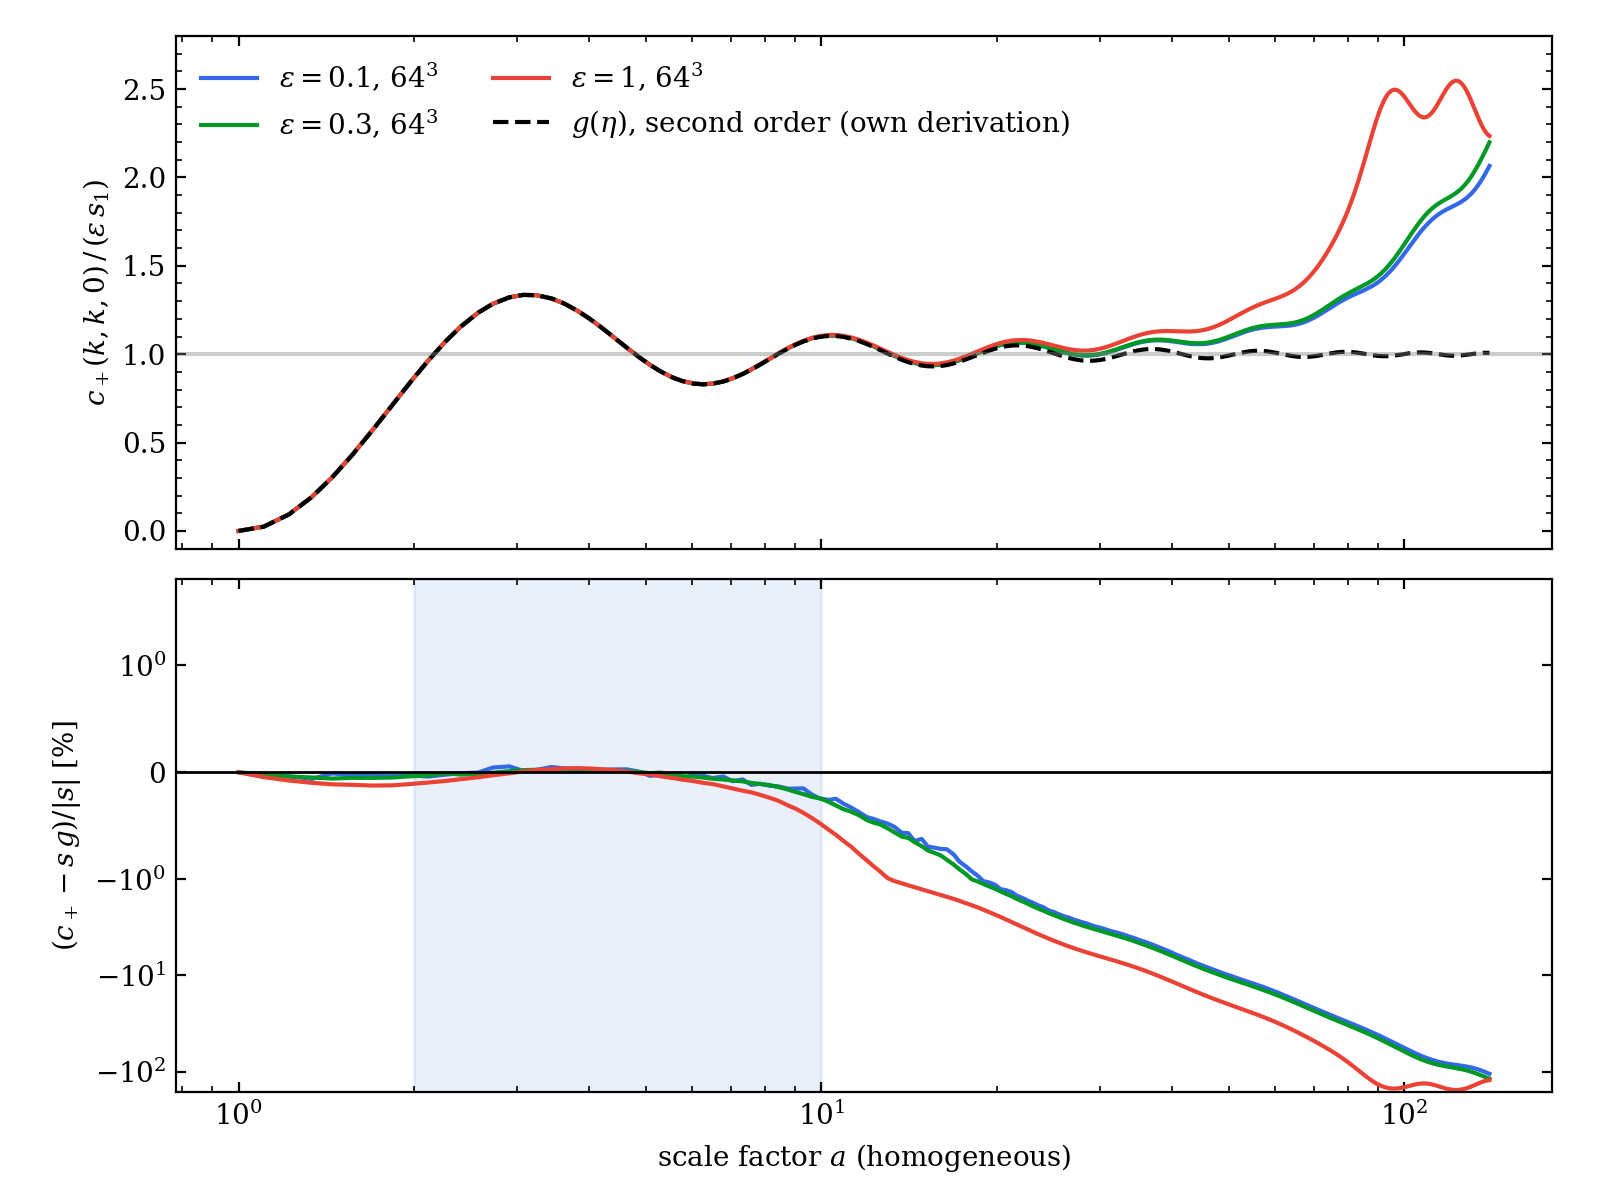 ε = 0.1, 64³
ε = 0.3, 64³
ε = 1, 64³
g(η), second order (own derivation)
c₊(k, k, 0) / (ε s₁)
2.5
2.0
1.5
1.0
0.5
0.0
(c₊ − s g)/|s| [%]
10⁰
0
−10⁰
−10¹
−10²
10⁰
10¹
10²
scale factor a (homogeneous)